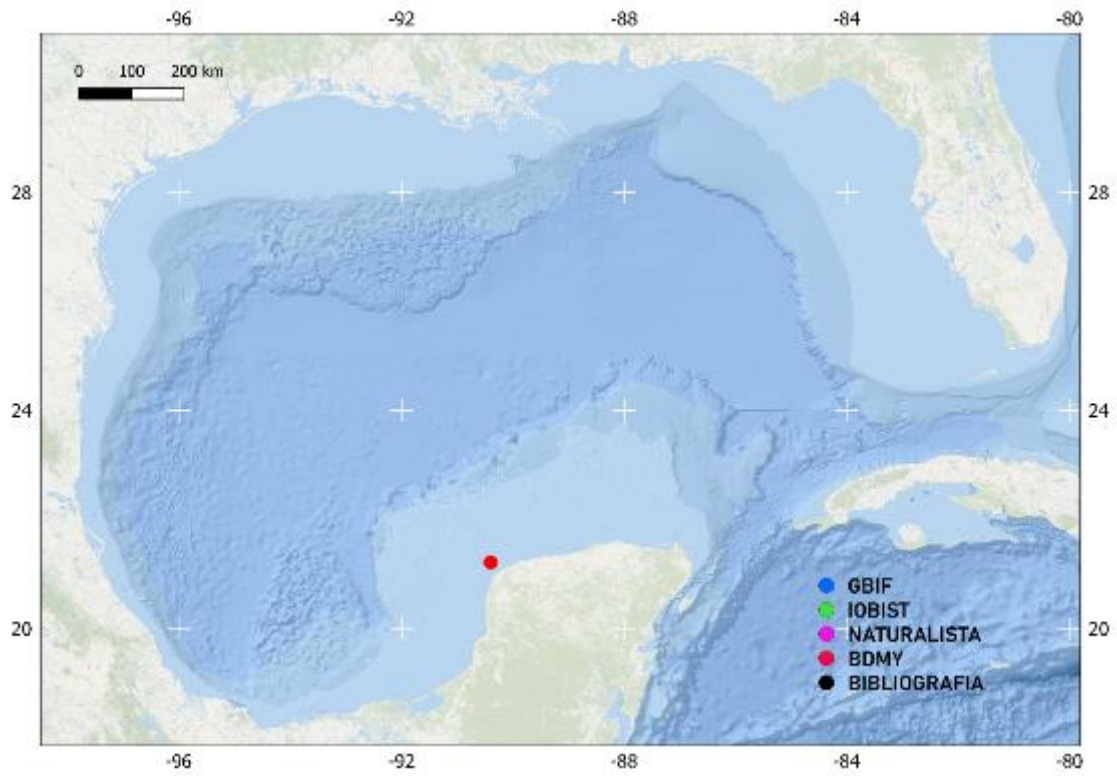 -96 -92 -88 -84 -80
0 100 200 km
28 28
24 24
GBIF
IOBIST
20 NATURALISTA 20
BDMY
BIBLIOGRAFIA
-96 -92 -88 -84 -80